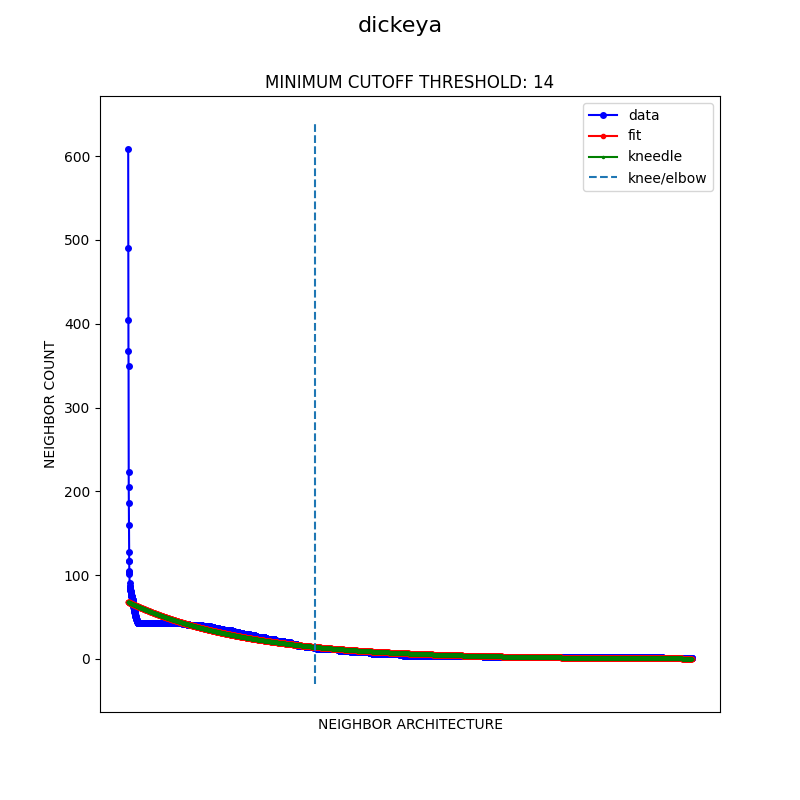 dickeya
MINIMUM CUTOFF THRESHOLD: 14
data
fit
kneedle
knee/elbow
600
500
400
300
200
100
0
NEIGHBOR COUNT
NEIGHBOR ARCHITECTURE